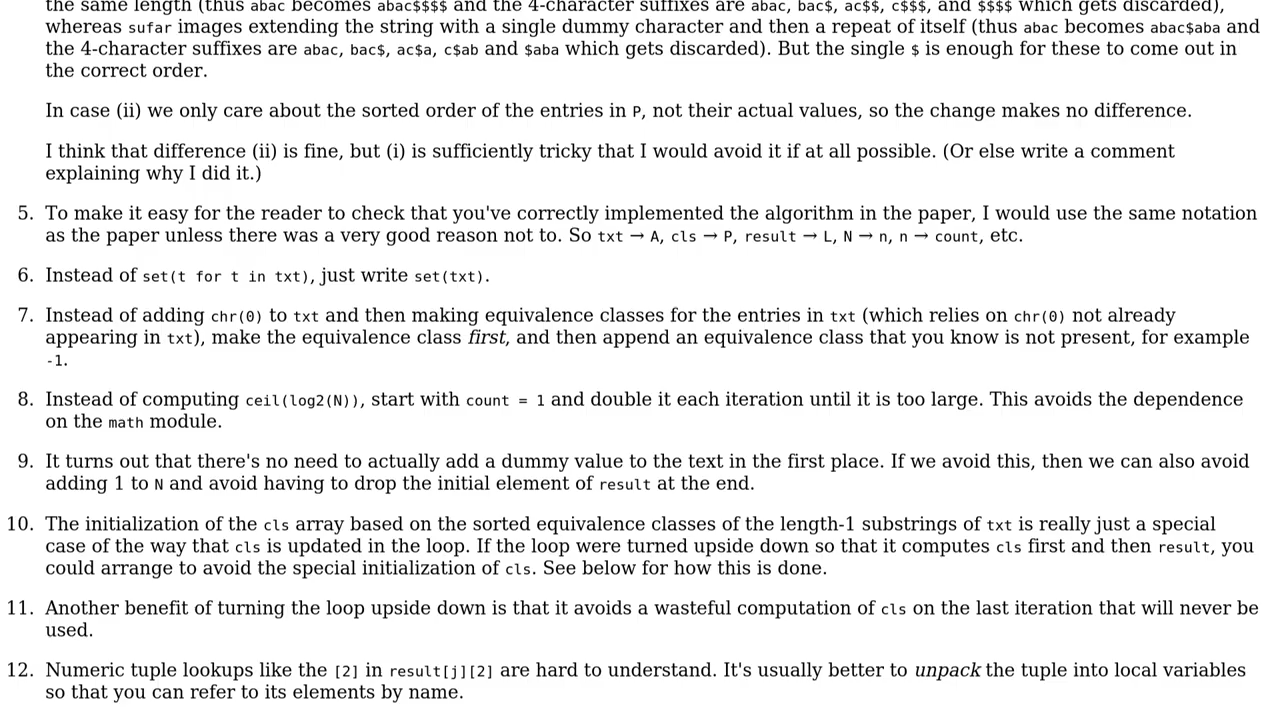 the same length (thus abac becomes abac$$$$ and the 4-character suffixes are abac, bac$, ac$$, c$$$, and $$$$ which gets discarded),
whereas sufar images extending the string with a single dummy character and then a repeat of itself (thus abac becomes abac$aba and
the 4-character suffixes are abac, bac$, ac$a, c$ab and $aba which gets discarded). But the single $ is enough for these to come out in
the correct order.
In case (ii) we only care about the sorted order of the entries in P, not their actual values, so the change makes no difference.
I think that difference (ii) is fine, but (i) is sufficiently tricky that I would avoid it if at all possible. (Or else write a comment
explaining why I did it.)
5. To make it easy for the reader to check that you've correctly implemented the algorithm in the paper, I would use the same notation
as the paper unless there was a very good reason not to. So txt → A, cls → P, result → L, N → n, n → count, etc.
6. Instead of set(t for t in txt), just write set(txt).
7. Instead of adding chr(0) to txt and then making equivalence classes for the entries in txt (which relies on chr(0) not already
appearing in txt), make the equivalence class first, and then append an equivalence class that you know is not present, for example
-1.
8. Instead of computing ceil(log2(N)), start with count = 1 and double it each iteration until it is too large. This avoids the dependence
on the math module.
9. It turns out that there's no need to actually add a dummy value to the text in the first place. If we avoid this, then we can also avoid
adding 1 to N and avoid having to drop the initial element of result at the end.
10. The initialization of the cls array based on the sorted equivalence classes of the length-1 substrings of txt is really just a special
case of the way that cls is updated in the loop. If the loop were turned upside down so that it computes cls first and then result, you
could arrange to avoid the special initialization of cls. See below for how this is done.
11. Another benefit of turning the loop upside down is that it avoids a wasteful computation of cls on the last iteration that will never be
used.
12. Numeric tuple lookups like the [2] in result[j][2] are hard to understand. It's usually better to unpack the tuple into local variables
so that you can refer to its elements by name.